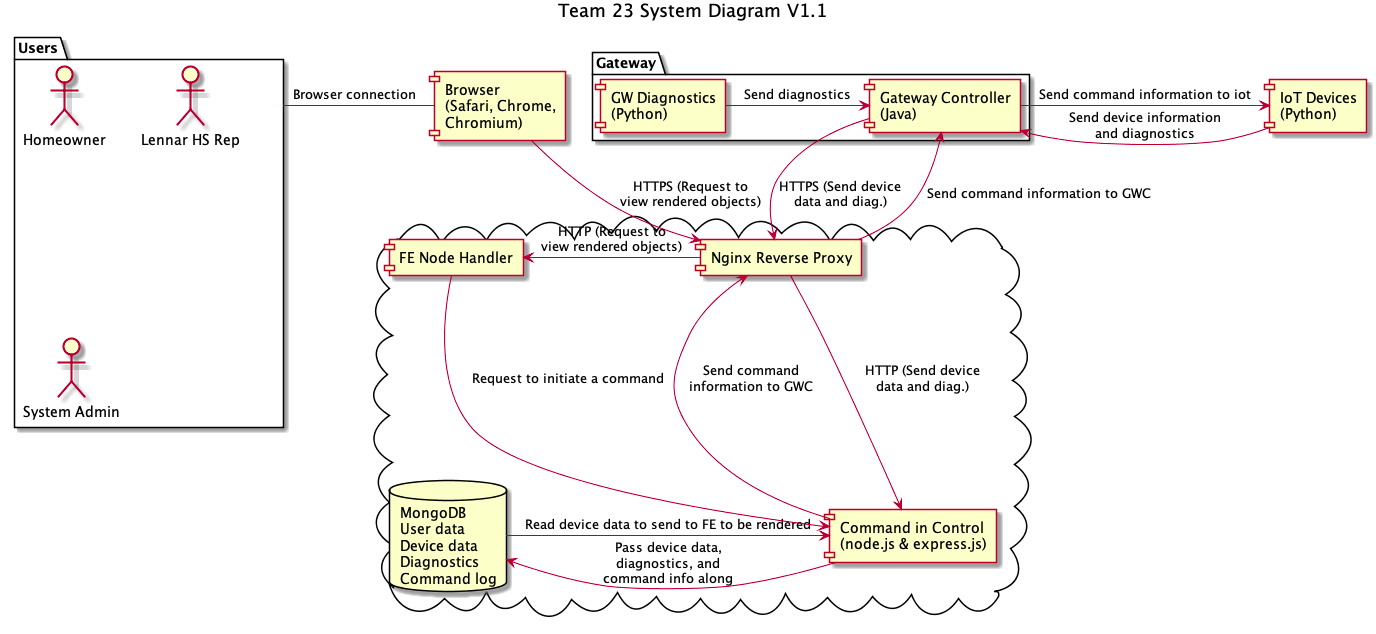 Team 23 System Diagram V1.1
Users
Homeowner
Lennar HS Rep
System Admin
Browser connection
Browser
(Safari, Chrome,
Chromium)
Gateway
GW Diagnostics
(Python)
Send diagnostics
Gateway Controller
(Java)
Send command information to iot
Send device information
and diagnostics
IoT Devices
(Python)
HTTPS (Request to
view rendered objects)
HTTPS (Send device
data and diag.)
Send command information to GWC
HTTP (Request to
view rendered objects)
FE Node Handler
Nginx Reverse Proxy
Request to initiate a command
Send command
information to GWC
HTTP (Send device
data and diag.)
MongoDB
User data
Device data
Diagnostics
Command log
Read device data to send to FE to be rendered
Pass device data,
diagnostics, and
command info along
Command in Control
(node.js & express.js)